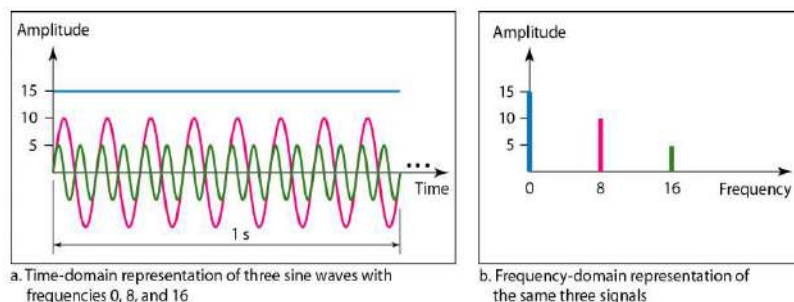 Amplitude
15
10
5
...
Time
1 s
a. Time-domain representation of three sine waves with
frequencies 0, 8, and 16
Amplitude
15
10
5
0 8 16 Frequency
b. Frequency-domain representation of
the same three signals